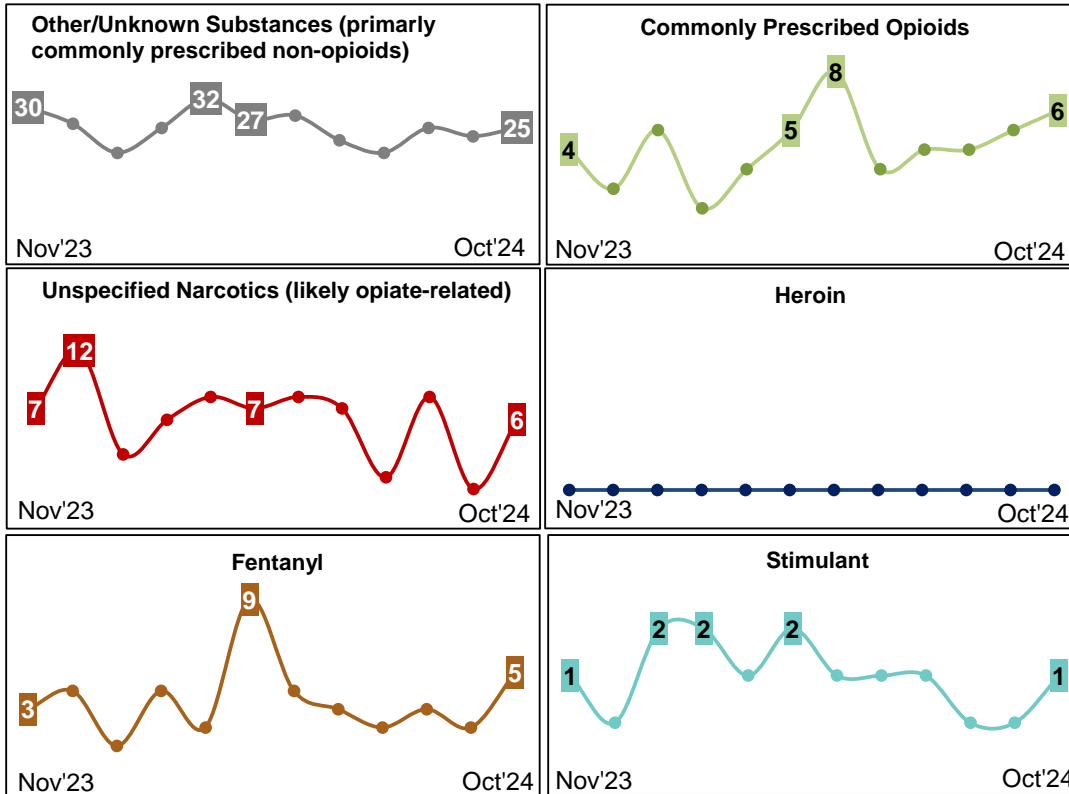 Other/Unknown Substances (primarly
commonly prescribed non-opioids)
30
32
27
25
Nov'23
Oct'24
Commonly Prescribed Opioids
4
5
8
6
Nov'23
Oct'24
Unspecified Narcotics (likely opiate-related)
7
12
7
6
Nov'23
Oct'24
Heroin
Nov'23
Oct'24
Fentanyl
3
9
5
Nov'23
Oct'24
Stimulant
1
2
2
2
1
Nov'23
Oct'24